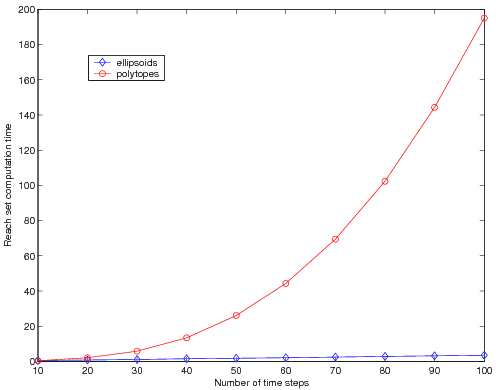 200
180
160
140
120
100
80
60
40
20
0
Reach set computation time
ellipsoids
polytopes
10 20 30 40 50 60 70 80 90 100
Number of time steps